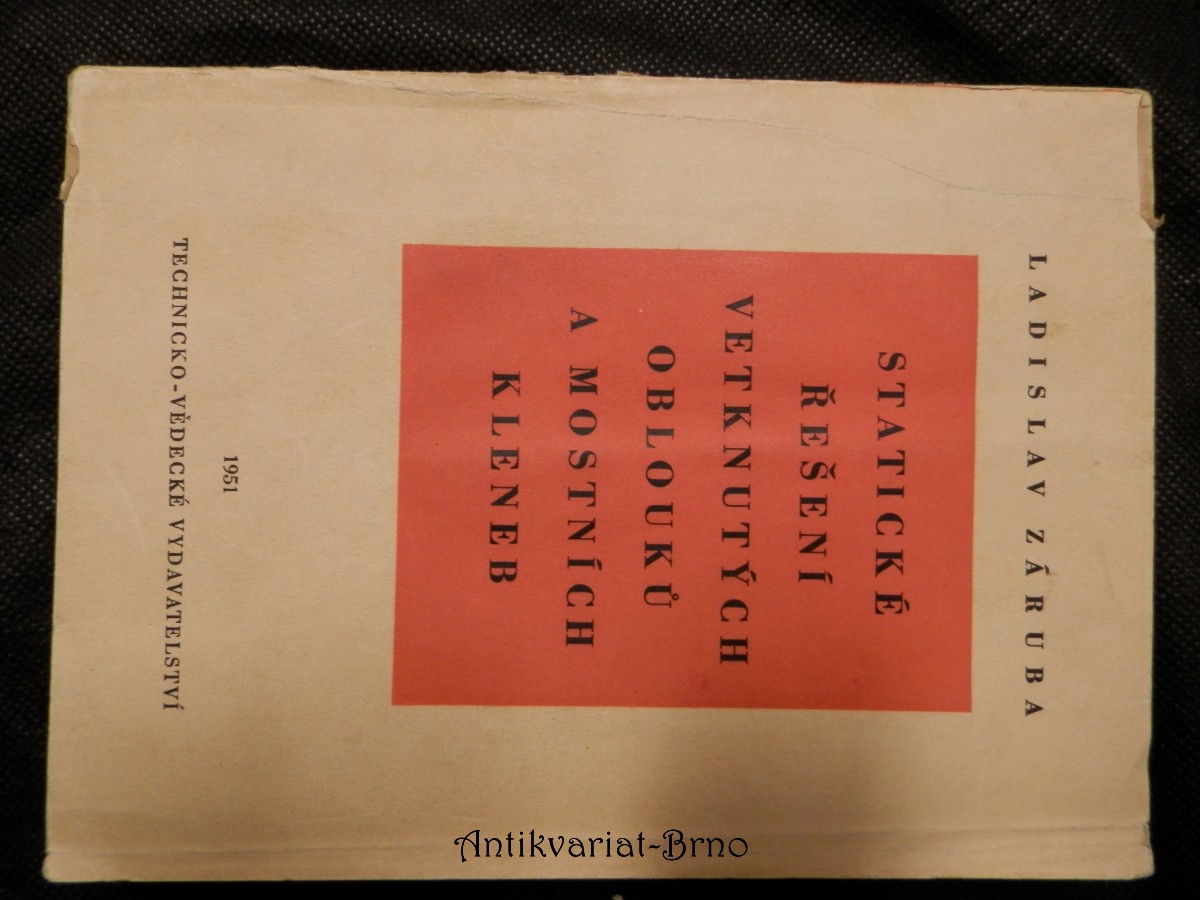 LADISLAV ZÁRUBA
STATICKÉ
ŘEŠENÍ
VETKNUTÝCH
OBLOUKŮ
A MOSTNÍCH
KLENEB
1951
TECHNICKO-VĚDECKÉ VYDAVATELSTVÍ
Antikvariat-Brno